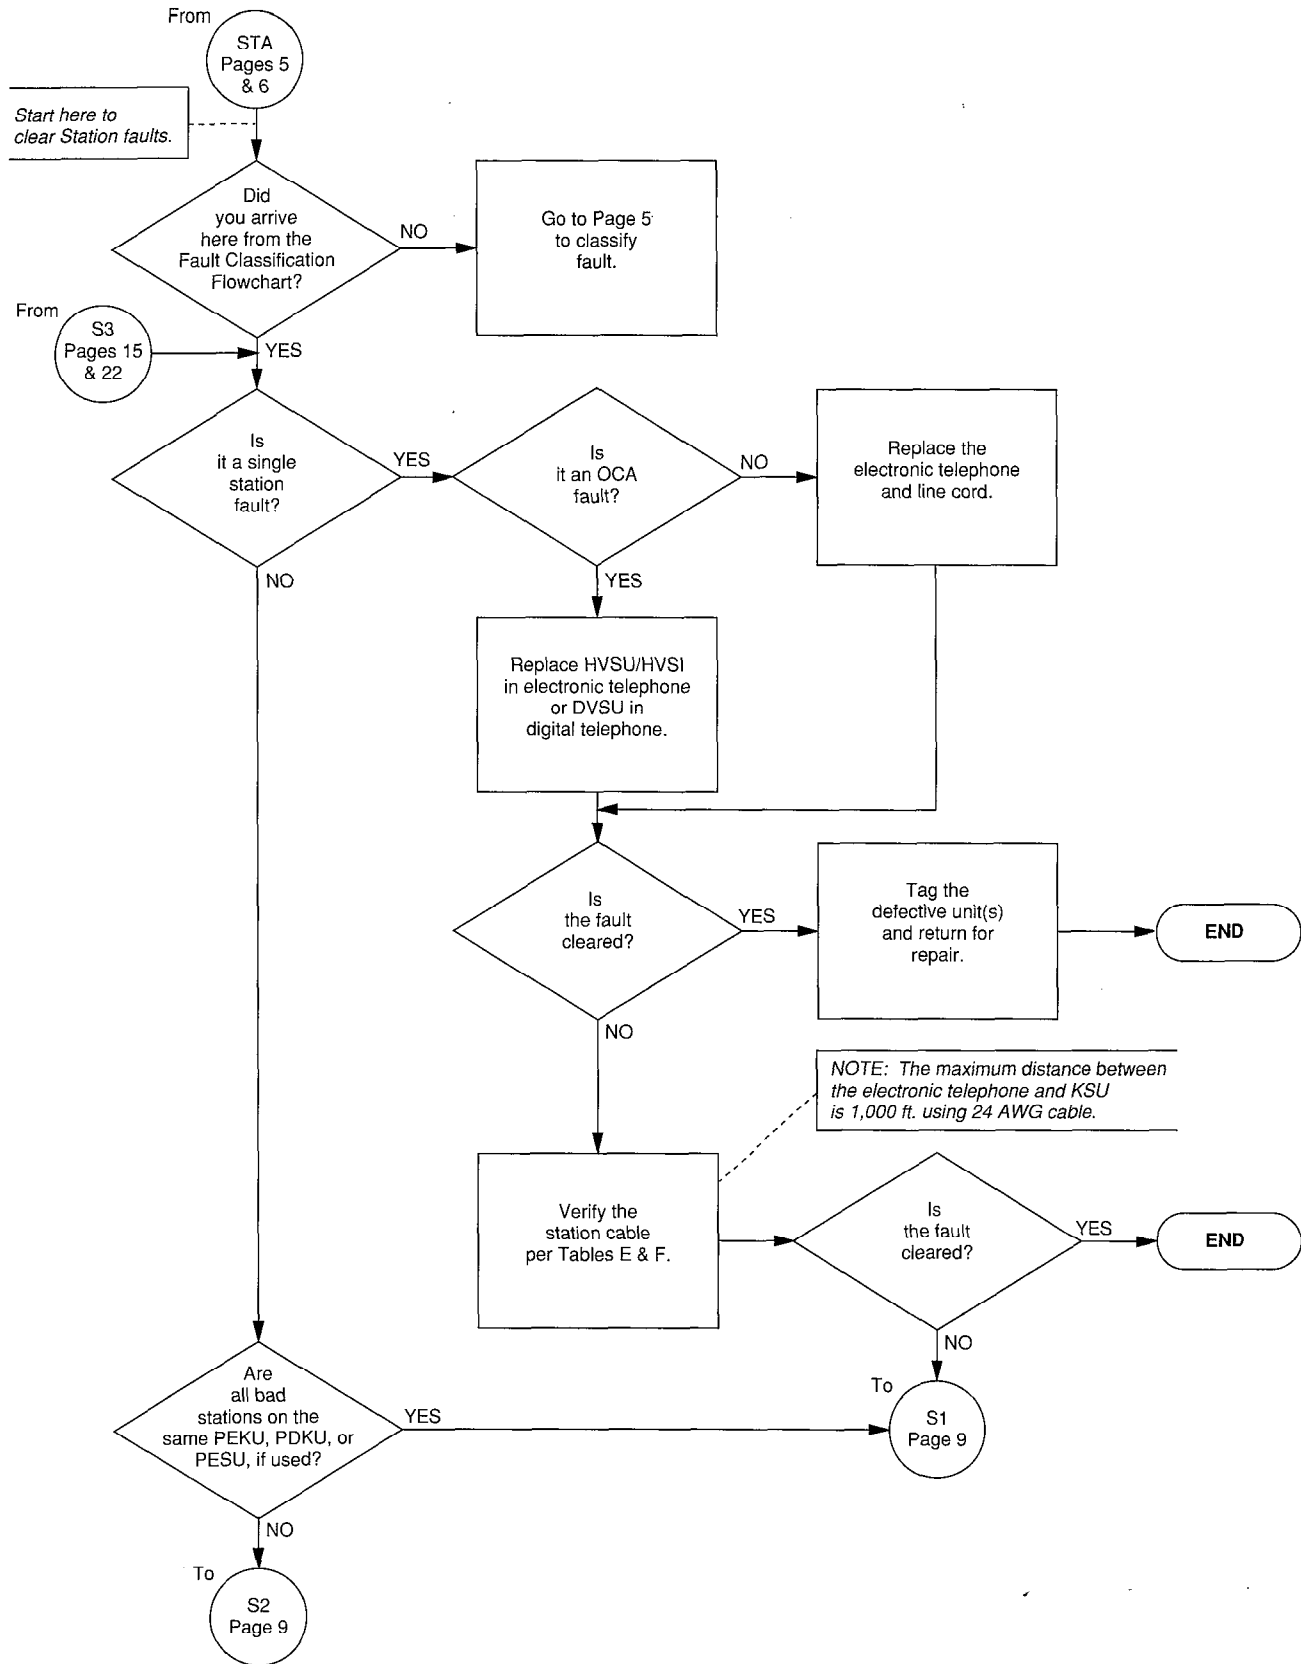 From
STA
Pages 5
& 6
Start here to
clear Station faults.
Did
you arrive
here from the
Fault Classification
Flowchart?
NO
Go to Page 5
to classify
fault.
From
S3
Pages 15
& 22
YES
Is
it a single
station
fault?
YES
Is
it an OCA
fault?
NO
Replace the
electronic telephone
and line cord.
NO
YES
Replace HVSU/HVSI
in electronic telephone
or DVSU in
digital telephone.
Is
the fault
cleared?
YES
Tag the
defective unit(s)
and return for
repair.
END
NO
NOTE: The maximum distance between
the electronic telephone and KSU
is 1,000 ft. using 24 AWG cable.
Verify the
station cable
per Tables E & F.
Is
the fault
cleared?
YES
END
NO
Are
all bad
stations on the
same PEKU, PDKU, or
PESU, if used?
YES
To
S1
Page 9
NO
To
S2
Page 9